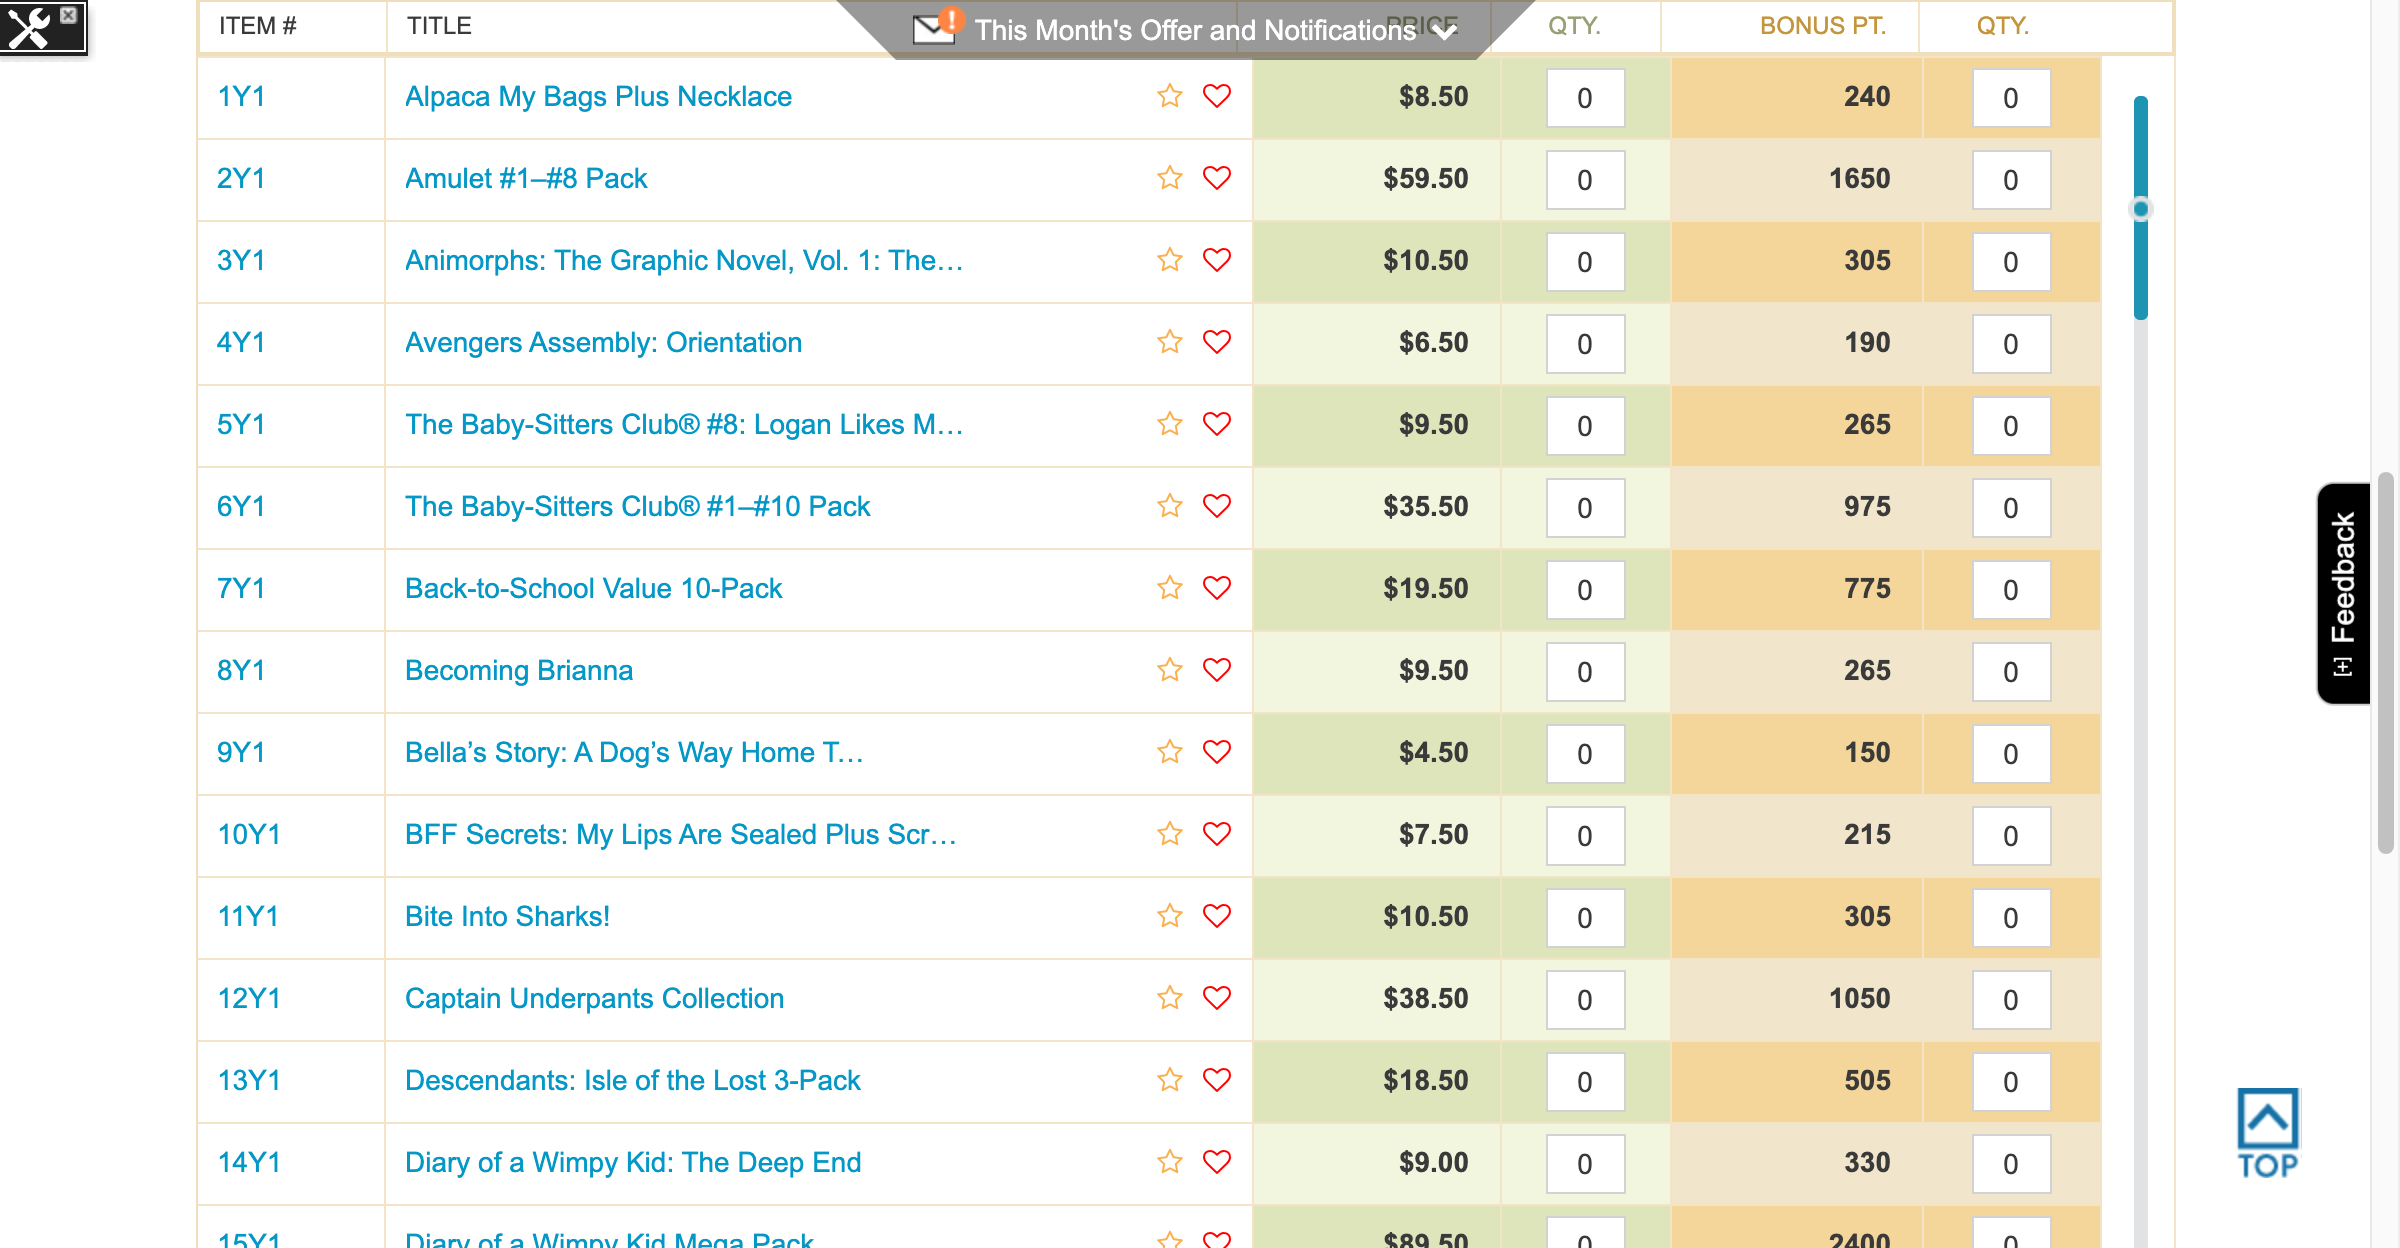 ITEM # TITLE PRICE QTY. BONUS PT. QTY.
This Month's Offer and Notifications
1Y1 Alpaca My Bags Plus Necklace $8.50 0 240 0
2Y1 Amulet #1–#8 Pack $59.50 0 1650 0
3Y1 Animorphs: The Graphic Novel, Vol. 1: The… $10.50 0 305 0
4Y1 Avengers Assembly: Orientation $6.50 0 190 0
5Y1 The Baby-Sitters Club® #8: Logan Likes M… $9.50 0 265 0
6Y1 The Baby-Sitters Club® #1–#10 Pack $35.50 0 975 0
7Y1 Back-to-School Value 10-Pack $19.50 0 775 0
8Y1 Becoming Brianna $9.50 0 265 0
9Y1 Bella’s Story: A Dog’s Way Home T… $4.50 0 150 0
10Y1 BFF Secrets: My Lips Are Sealed Plus Scr… $7.50 0 215 0
11Y1 Bite Into Sharks! $10.50 0 305 0
12Y1 Captain Underpants Collection $38.50 0 1050 0
13Y1 Descendants: Isle of the Lost 3-Pack $18.50 0 505 0
14Y1 Diary of a Wimpy Kid: The Deep End $9.00 0 330 0
15Y1 Diary of a Wimpy Kid Mega Pack $89.50 0 2400 0
[+] Feedback
TOP